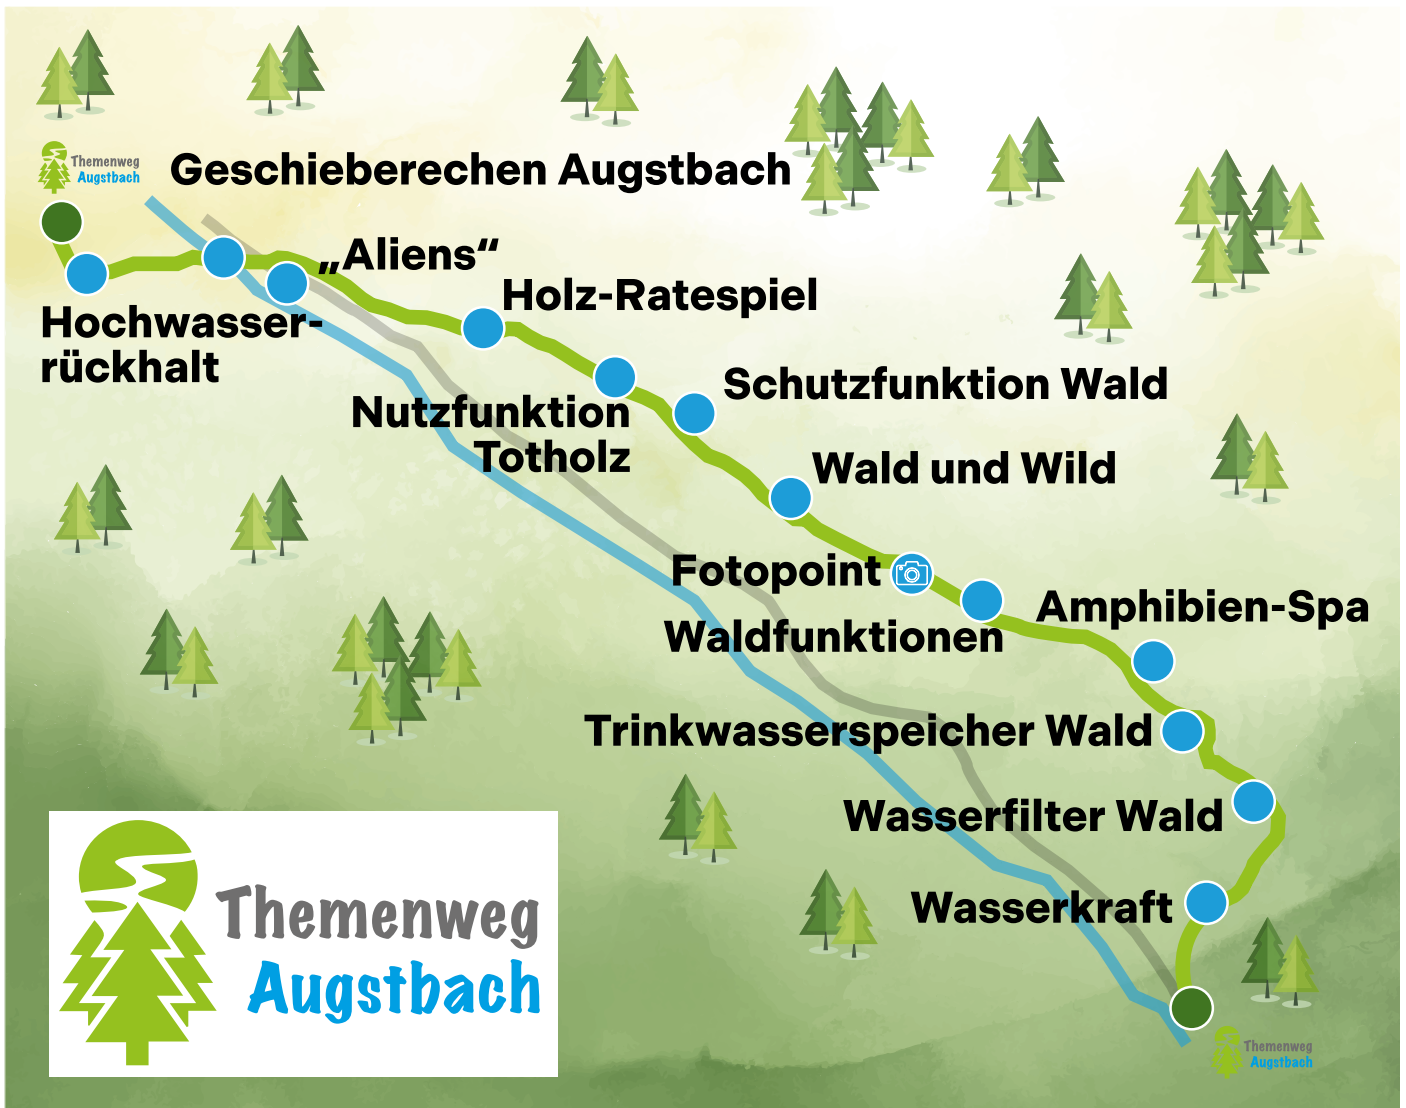 Themenweg
Augstbach
Geschieberechen Augstbach
„Aliens“
Holz-Ratespiel
Hochwasser-
rückhalt
Schutzfunktion Wald
Nutzfunktion
Totholz
Wald und Wild
Fotopoint
Amphibien-Spa
Waldfunktionen
Trinkwasserspeicher Wald
Wasserfilter Wald
Wasserkraft
Themenweg
Augstbach
Themenweg
Augstbach